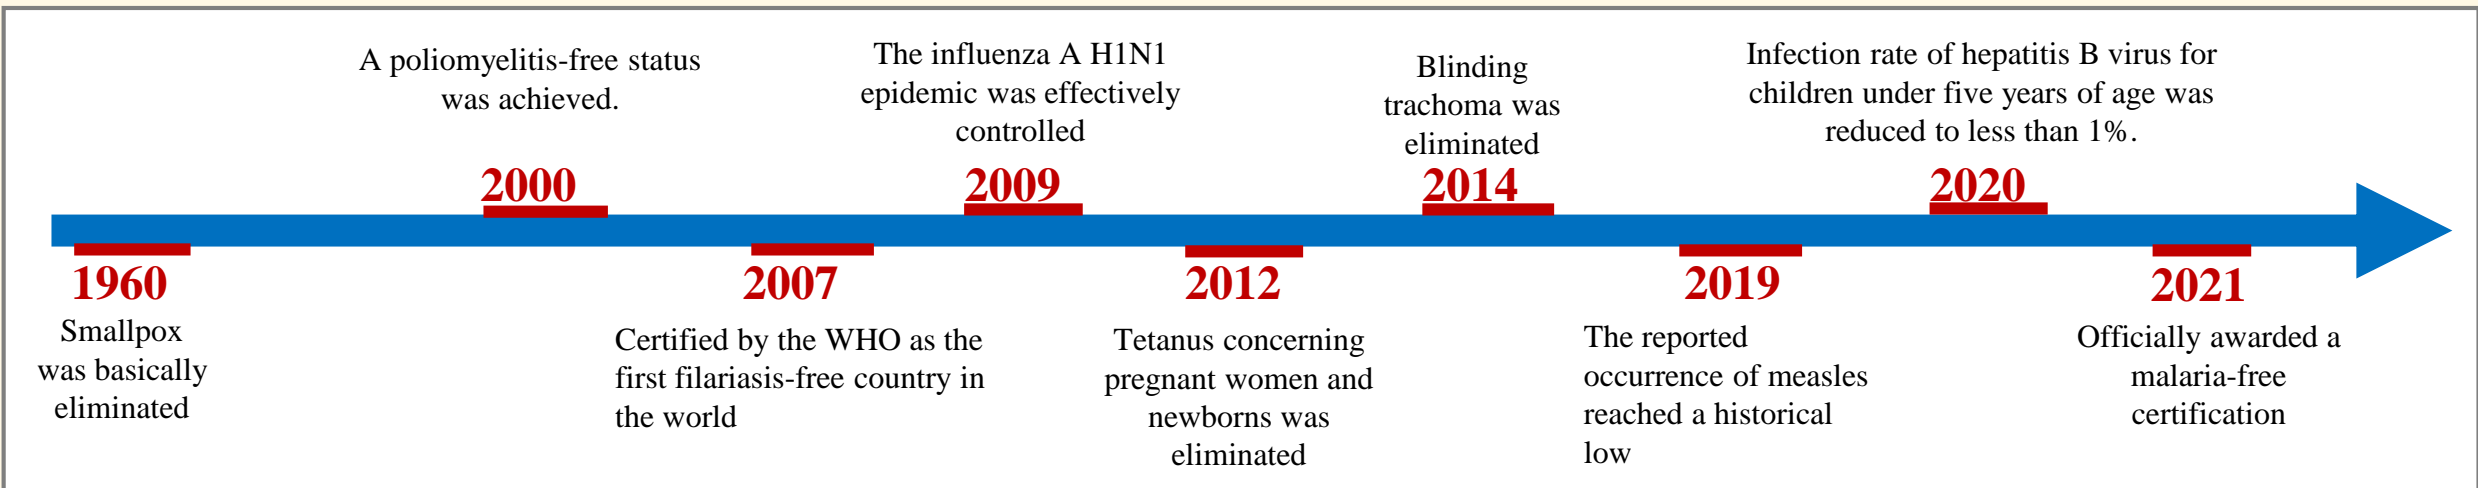 1960
Smallpox
was basically
eliminated
A poliomyelitis-free status
was achieved.
2000
2007
Certified by the WHO as the
first filariasis-free country in
the world
The influenza A H1N1
epidemic was effectively
controlled
2009
2012
Tetanus concerning
pregnant women and
newborns was
eliminated
Blinding
trachoma was
eliminated
2014
2019
The reported
occurrence of measles
reached a historical
low
Infection rate of hepatitis B virus for
children under five years of age was
reduced to less than 1%.
2020
2021
Officially awarded a
malaria-free
certification